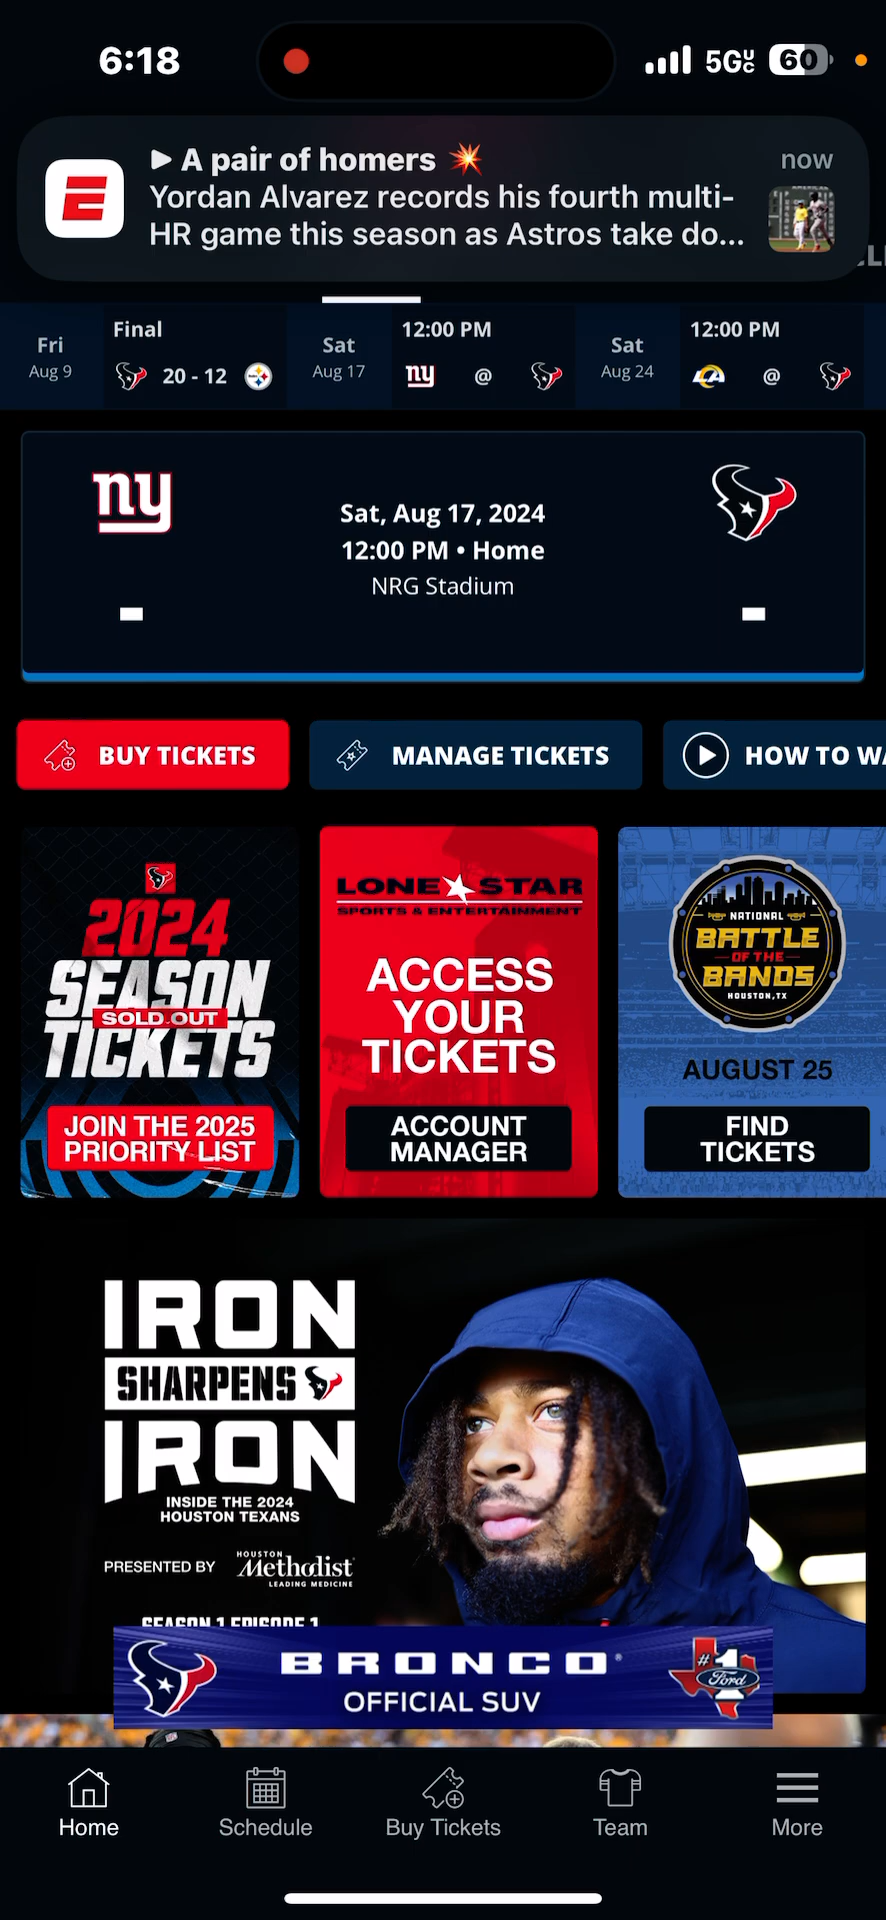 6:18
5G UC
60
▶ A pair of homers 💥
now
Yordan Alvarez records his fourth multi-
HR game this season as Astros take do...
Fri
Aug 9
Final
20 - 12
Sat
Aug 17
12:00 PM
ny
@
Sat
Aug 24
12:00 PM
LA
@
ny
Sat, Aug 17, 2024
12:00 PM • Home
NRG Stadium
BUY TICKETS
MANAGE TICKETS
HOW TO WA
2024
SEASON
SOLD OUT
TICKETS
JOIN THE 2025
PRIORITY LIST
LONE STAR
SPORTS & ENTERTAINMENT
ACCESS
YOUR
TICKETS
ACCOUNT
MANAGER
NATIONAL
BATTLE
OF THE
BANDS
HOUSTON, TX
AUGUST 25
FIND
TICKETS
IRON
SHARPENS
IRON
INSIDE THE 2024
HOUSTON TEXANS
PRESENTED BY
HOUSTON
Methodist
LEADING MEDICINE
SEASON 1 EPISODE 1
BRONCO®
OFFICIAL SUV
#1
Ford
Home
Schedule
Buy Tickets
Team
More